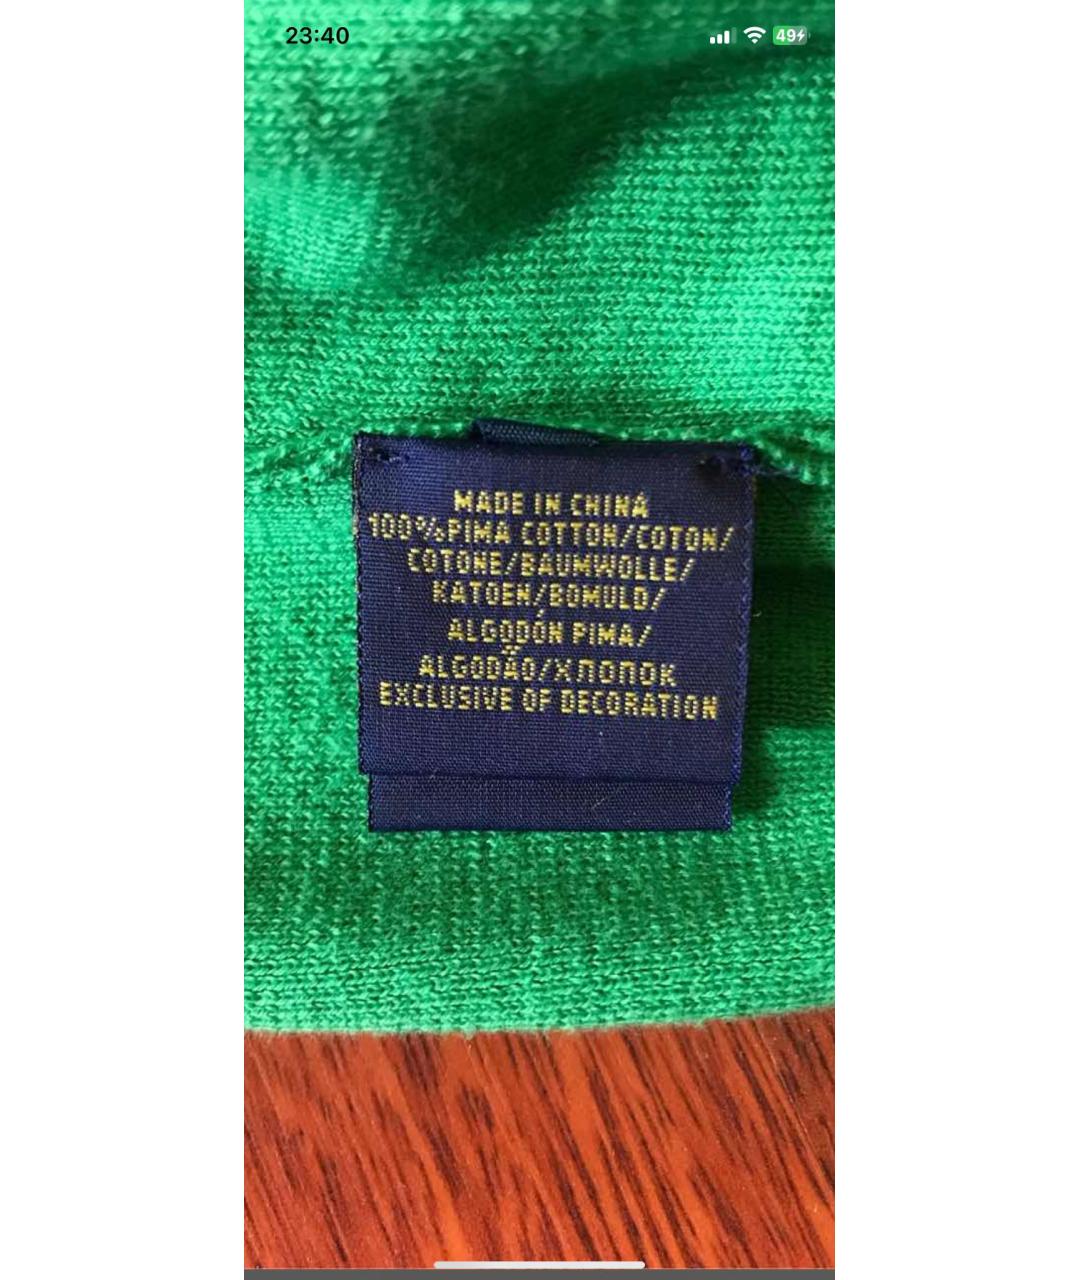 23:40
49
MADE IN CHINA
100%PIMA COTTON/COTON/
COTONE/BAUMWOLLE/
KATOEN/BOMULD/
ALGODÓN PIMA/
ALGODÃO/ХЛОПОК
EXCLUSIVE OF DECORATION